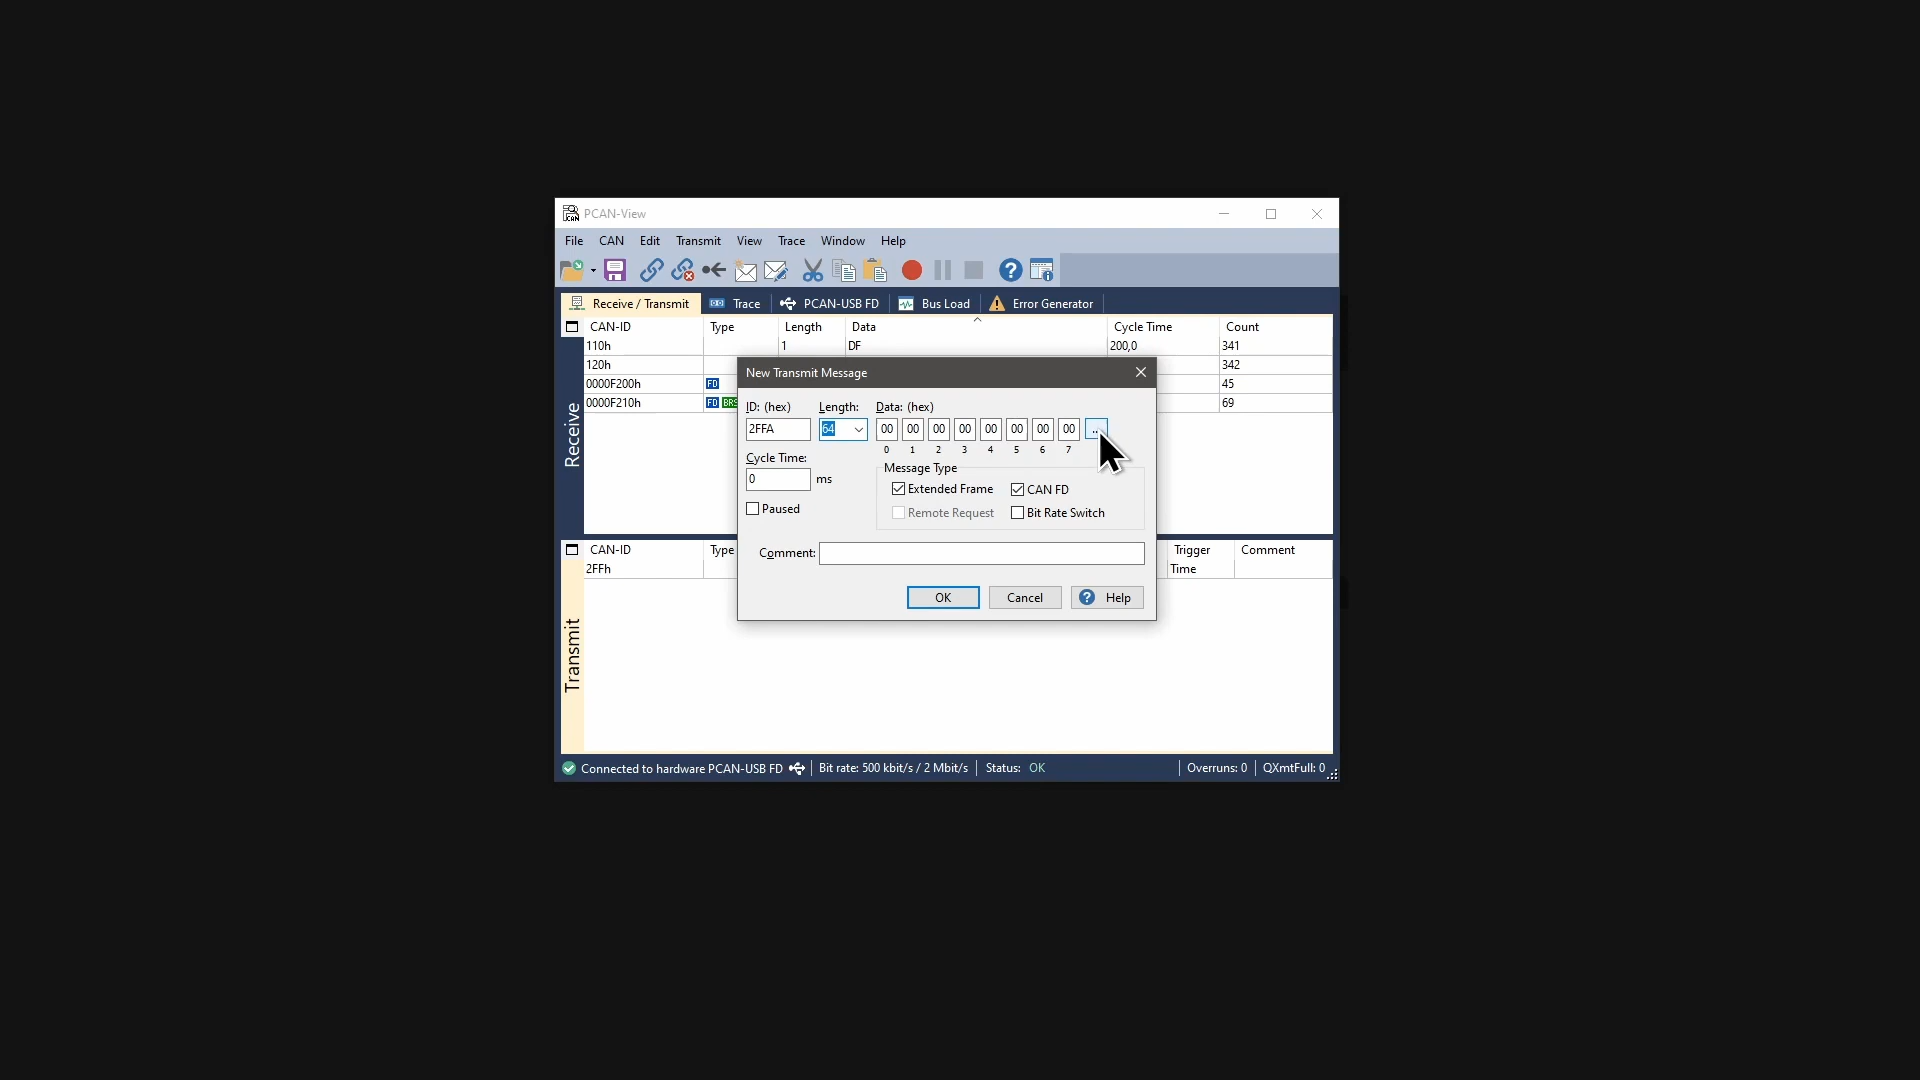 PCAN-View
File CAN Edit Transmit View Trace Window Help
Receive / Transmit Trace PCAN-USB FD Bus Load Error Generator
CAN-ID Type Length Data Cycle Time Count
110h 1 DF 200,0 341
120h 342
0000F200h FD 45
0000F210h FD BRS 69
Receive
New Transmit Message
ID: (hex) Length: Data: (hex)
2FFA 64 00 00 00 00 00 00 00 00 ...
0 1 2 3 4 5 6 7
Cycle Time: Message Type
0 ms Extended Frame CAN FD
Paused Remote Request Bit Rate Switch
Comment:
OK Cancel Help
CAN-ID Type Trigger Comment
2FFh Time
Transmit
Connected to hardware PCAN-USB FD Bit rate: 500 kbit/s / 2 Mbit/s Status: OK Overruns: 0 QXmtFull: 0